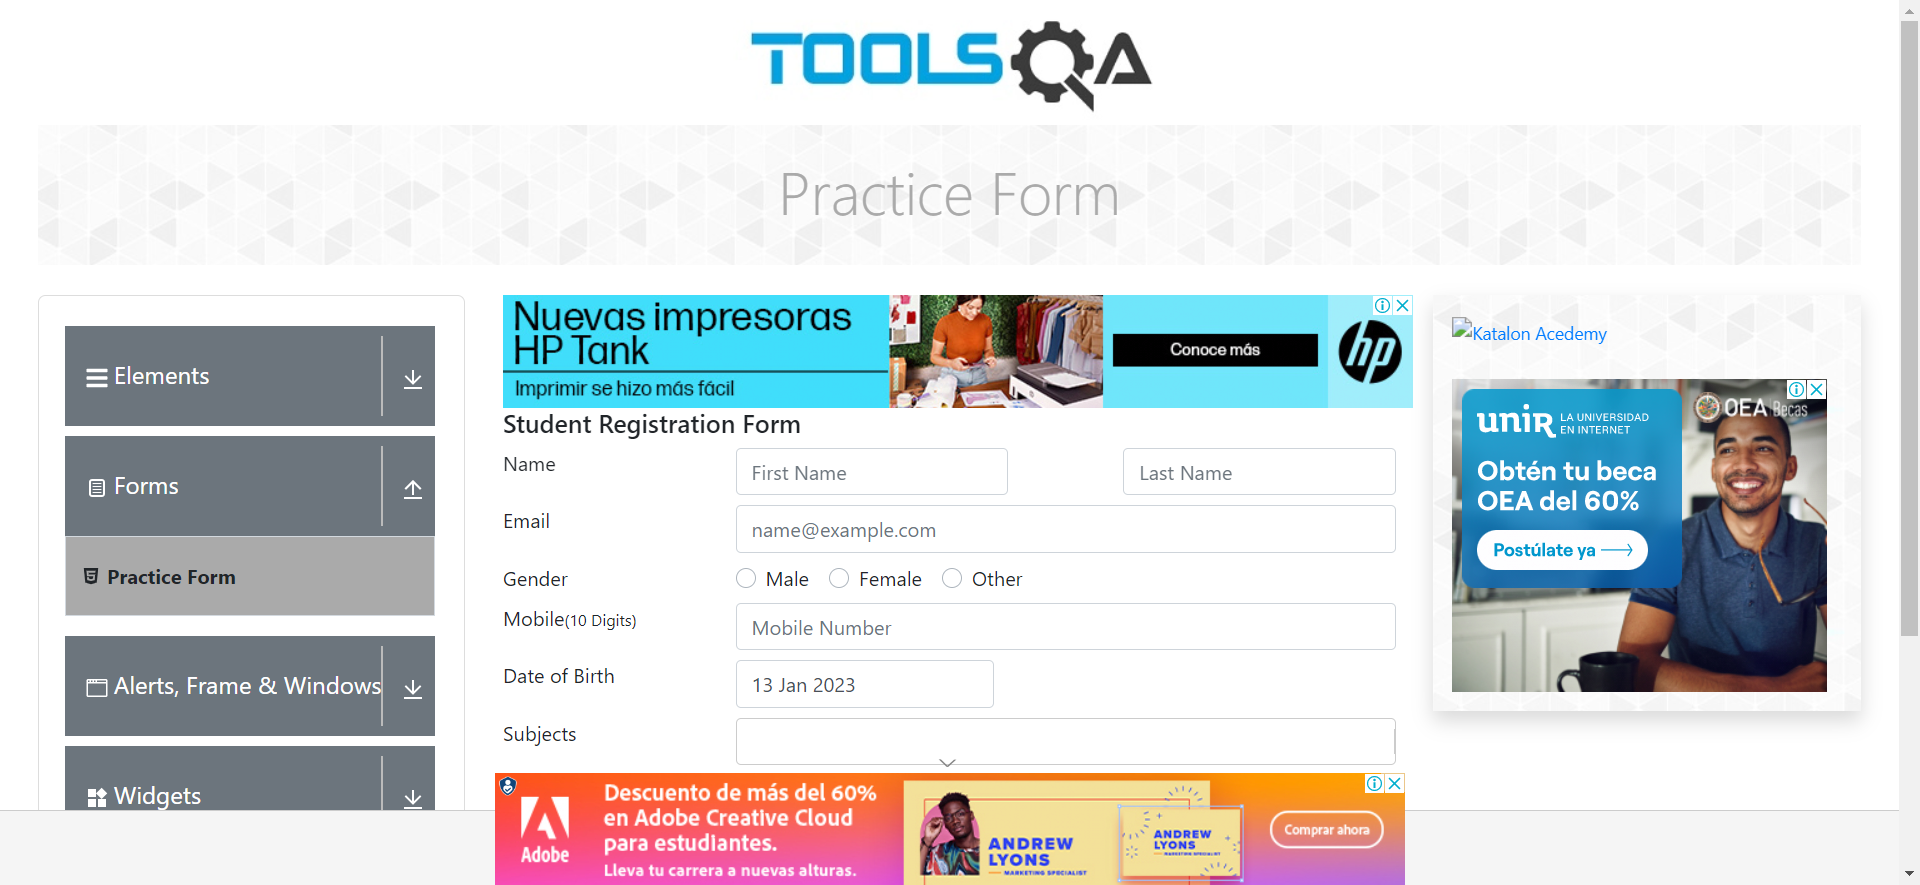 TOOLSQA
Practice Form
Elements
Forms
Practice Form
Alerts, Frame & Windows
Widgets
Nuevas impresoras
HP Tank
Imprimir se hizo más fácil
Conoce más
hp
Student Registration Form
Name
First Name
Last Name
Email
name@example.com
Gender
Male
Female
Other
Mobile(10 Digits)
Mobile Number
Date of Birth
13 Jan 2023
Subjects
Katalon Acedemy
unir LA UNIVERSIDAD
EN INTERNET
OEA Becas
Obtén tu beca
OEA del 60%
Postúlate ya
Adobe
Descuento de más del 60%
en Adobe Creative Cloud
para estudiantes.
Lleva tu carrera a nuevas alturas.
ANDREW
LYONS
MARKETING SPECIALIST
ANDREW
LYONS
MARKETING SPECIALIST
Comprar ahora